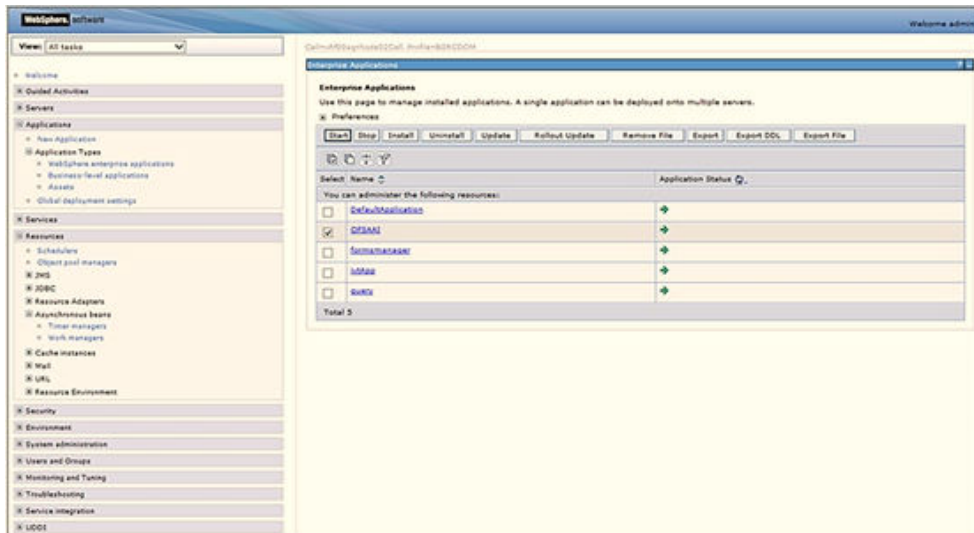 WebSphere. software
Welcome admin
View: All tasks
Welcome
Guided Activities
Servers
Applications
New Application
Application Types
WebSphere enterprise applications
Business-level applications
Assets
Global deployment settings
Services
Resources
Schedulers
Object pool managers
JMS
JDBC
Resource Adapters
Asynchronous beans
Timer managers
Work managers
Cache instances
Mail
URL
Resource Environment
Security
Environment
System administration
Users and Groups
Monitoring and Tuning
Troubleshooting
Service integration
UDDI
Enterprise Applications
Enterprise Applications
Use this page to manage installed applications. A single application can be deployed onto multiple servers.
Preferences
Start Stop Install Uninstall Update Rollout Update Remove File Export Export DDL Export File
Select Name Application Status
You can administer the following resources:
DefaultApplication
OFSAAI
formsmanager
ivtApp
query
Total 5